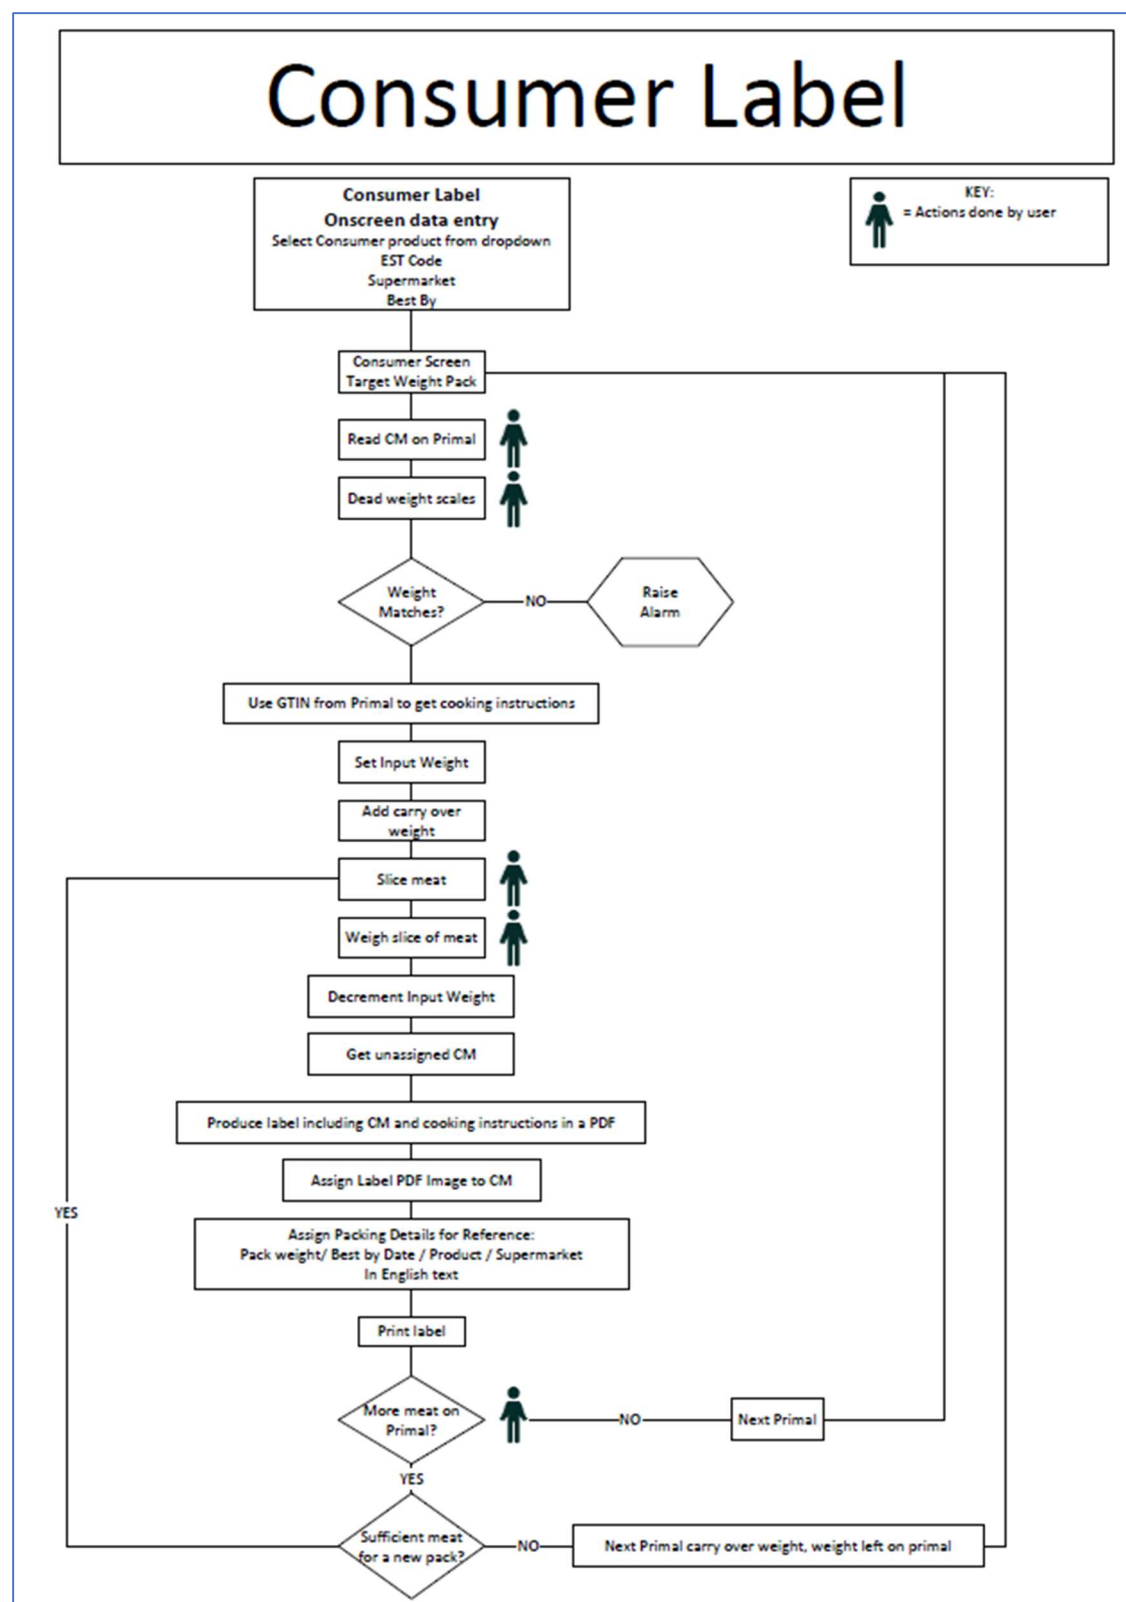 Consumer Label
Consumer Label
Onscreen data entry
Select Consumer product from dropdown
EST Code
Supermarket
Best By
KEY:
= Actions done by user
Consumer Screen
Target Weight Pack
Read CM on Primal
Dead weight scales
Weight
Matches?
NO
Raise
Alarm
Use GTIN from Primal to get cooking instructions
Set Input Weight
Add carry over
weight
Slice meat
Weigh slice of meat
Decrement Input Weight
Get unassigned CM
Produce label including CM and cooking instructions in a PDF
Assign Label PDF Image to CM
YES
Assign Packing Details for Reference:
Pack weight/ Best by Date / Product / Supermarket
In English text
Print label
More meat on
Primal?
NO
Next Primal
YES
Sufficient meat
for a new pack?
NO
Next Primal carry over weight, weight left on primal